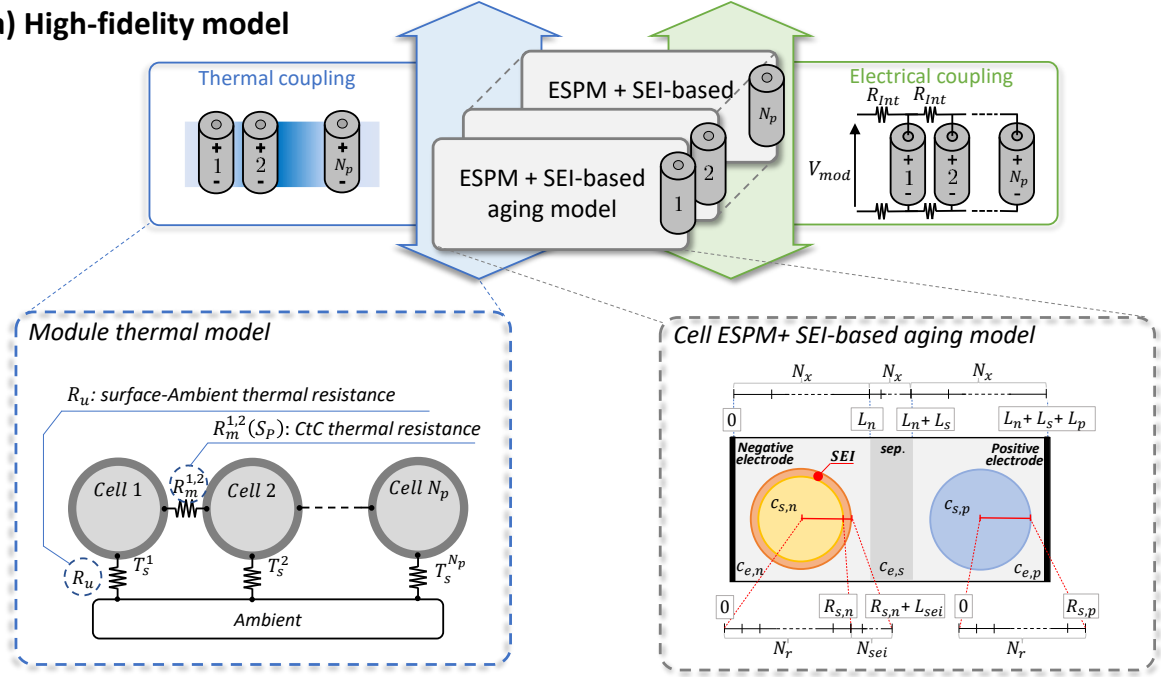 a) High-fidelity model
Thermal coupling
+ + +
1 2 N_p
- - -
ESPM + SEI-based
N_p
2
ESPM + SEI-based
aging model
1
Electrical coupling
R_Int R_Int
V_mod
+ + +
1 2 N_p
- - -
Module thermal model
R_u: surface-Ambient thermal resistance
R_m^{1,2}(S_P): CtC thermal resistance
Cell 1 R_m^{1,2} Cell 2 Cell N_p
R_u T_s^1 T_s^2 T_s^{N_p}
Ambient
Cell ESPM+ SEI-based aging model
N_x N_x N_x
0 L_n L_n + L_s L_n + L_s + L_p
Negative
electrode
SEI
sep.
Positive
electrode
c_{s,n} c_{s,p}
c_{e,n} c_{e,s} c_{e,p}
0 R_{s,n} R_{s,n} + L_{sei} 0 R_{s,p}
N_r N_{sei} N_r